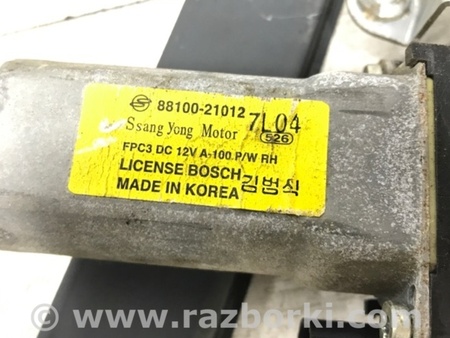 88100-21012 7L04
Ssang Yong Motor 526
FPC3 DC 12V A-100 P/W RH
LICENSE BOSCH
MADE IN KOREA 김범식
© www.razborki.com